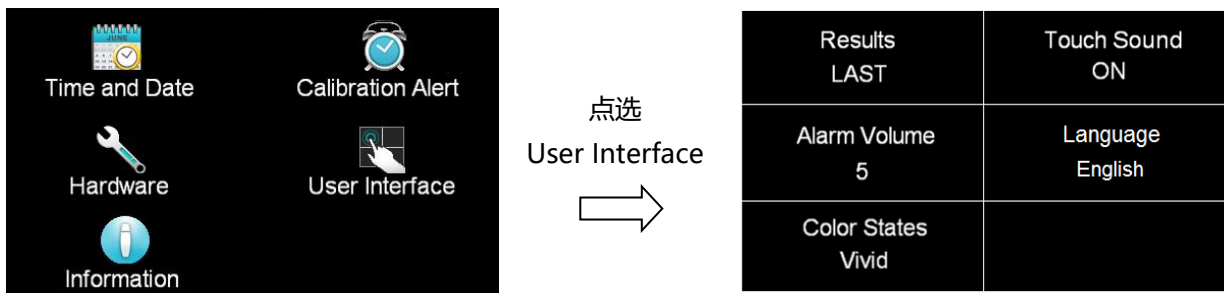 JUNE
Time and Date
Calibration Alert
Hardware
User Interface
Information
点选
User Interface
Results
LAST
Touch Sound
ON
Alarm Volume
5
Language
English
Color States
Vivid